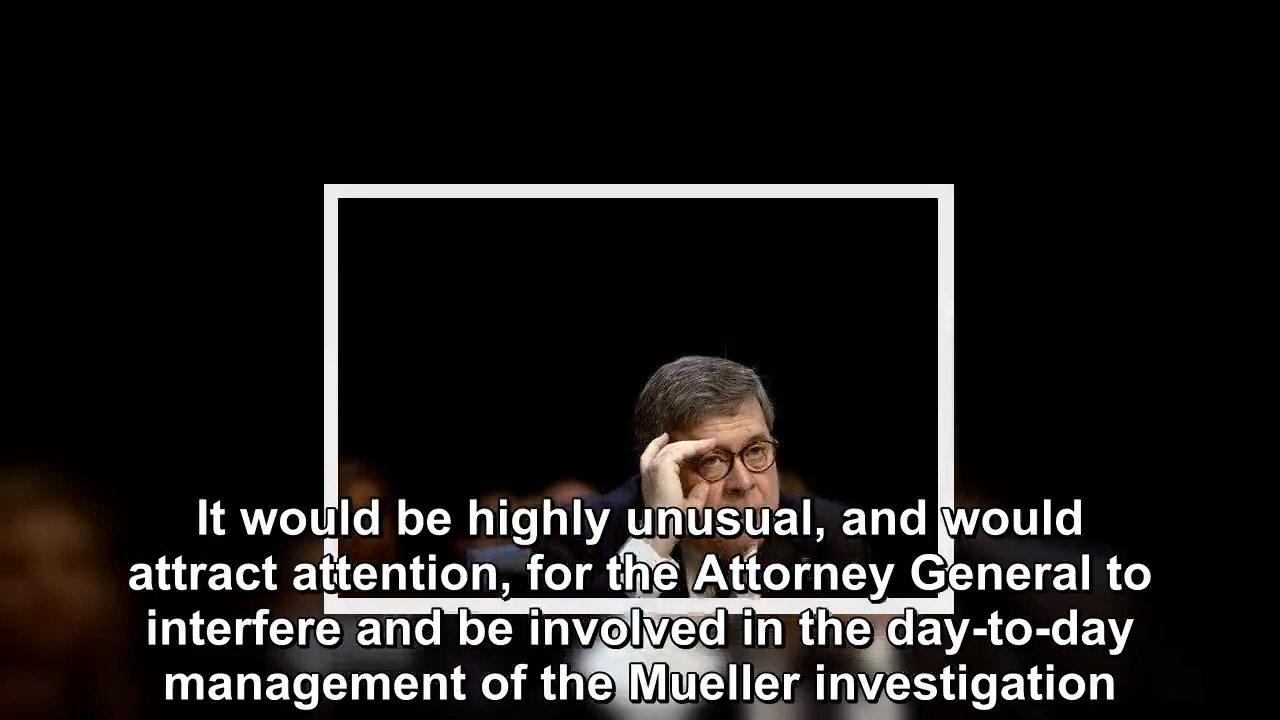 It would be highly unusual, and would
attract attention, for the Attorney General to
interfere and be involved in the day-to-day
management of the Mueller investigation